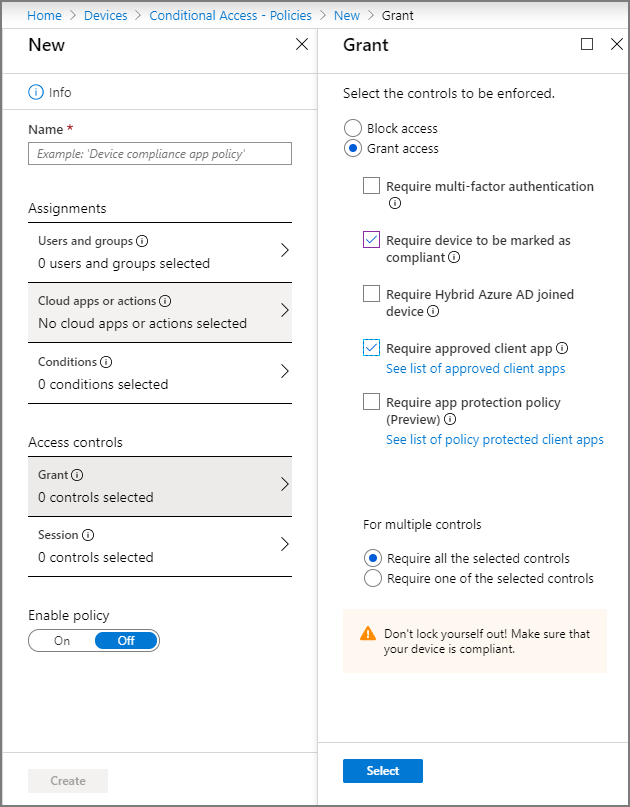 Home > Devices > Conditional Access - Policies > New > Grant
New
Info
Name *
Example: 'Device compliance app policy'
Assignments
Users and groups
0 users and groups selected
Cloud apps or actions
No cloud apps or actions selected
Conditions
0 conditions selected
Access controls
Grant
0 controls selected
Session
0 controls selected
Enable policy
On Off
Create
Grant
Select the controls to be enforced.
Block access
Grant access
Require multi-factor authentication
Require device to be marked as
compliant
Require Hybrid Azure AD joined
device
Require approved client app
See list of approved client apps
Require app protection policy
(Preview)
See list of policy protected client apps
For multiple controls
Require all the selected controls
Require one of the selected controls
Don't lock yourself out! Make sure that
your device is compliant.
Select